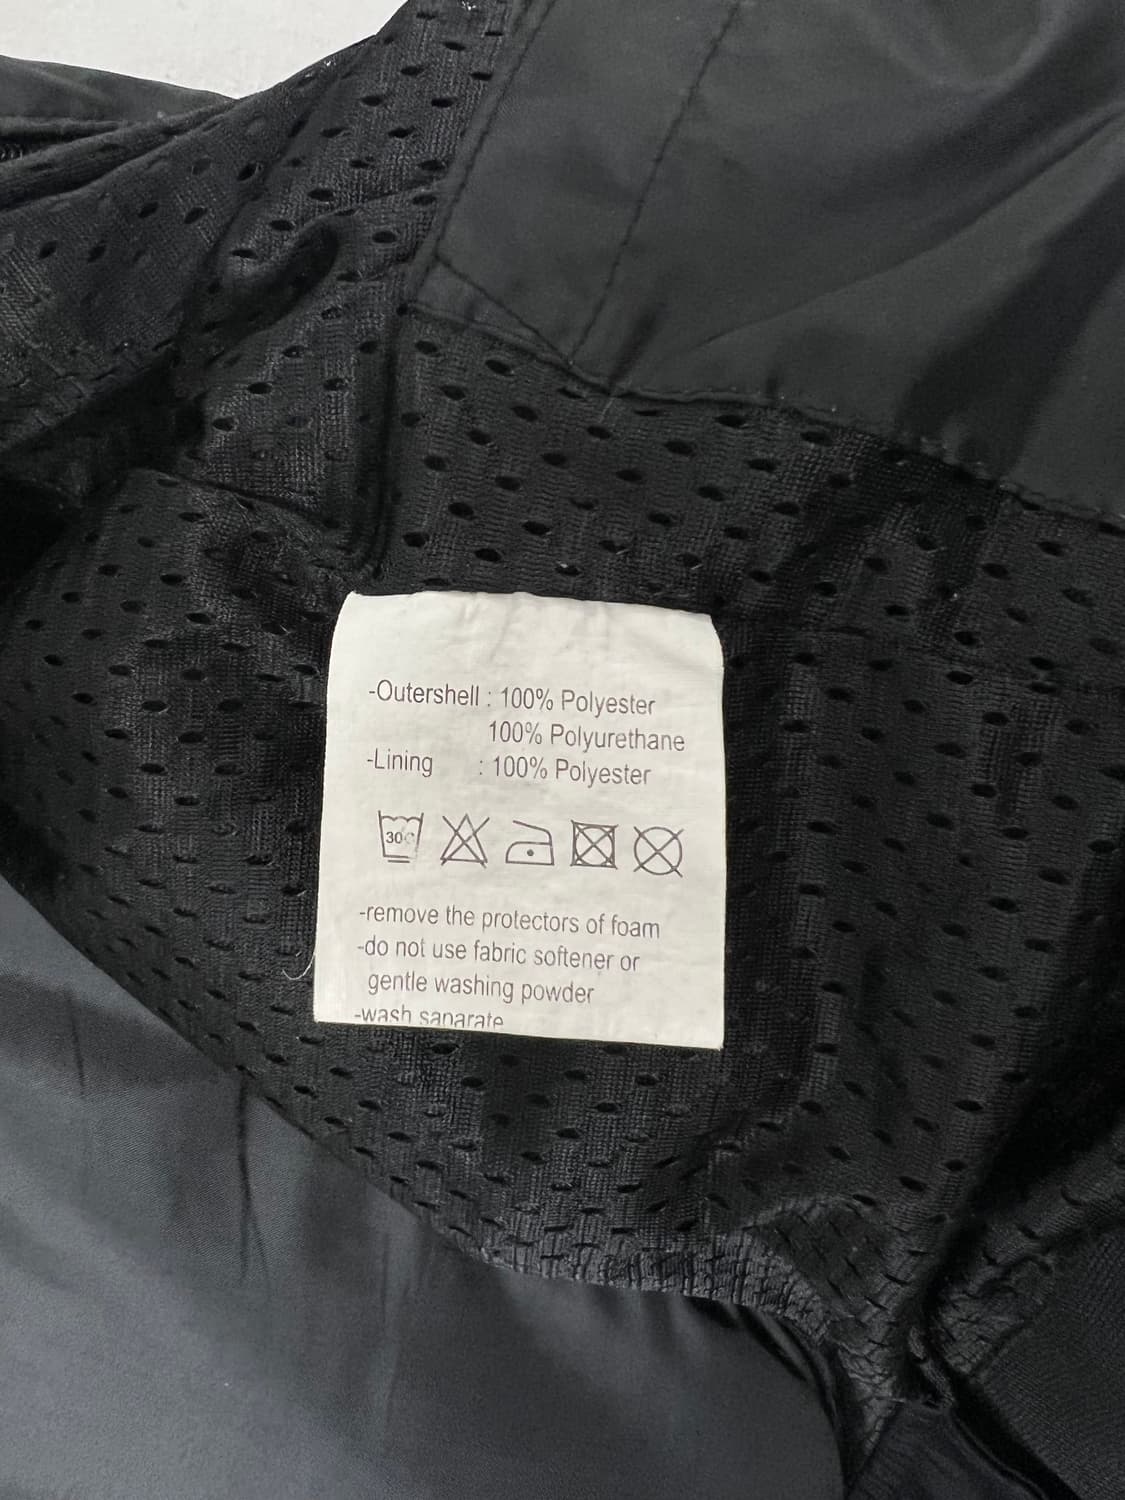 -Outershell : 100% Polyester
100% Polyurethane
-Lining : 100% Polyester
30C
-remove the protectors of foam
-do not use fabric softener or
gentle washing powder
-wash saparate